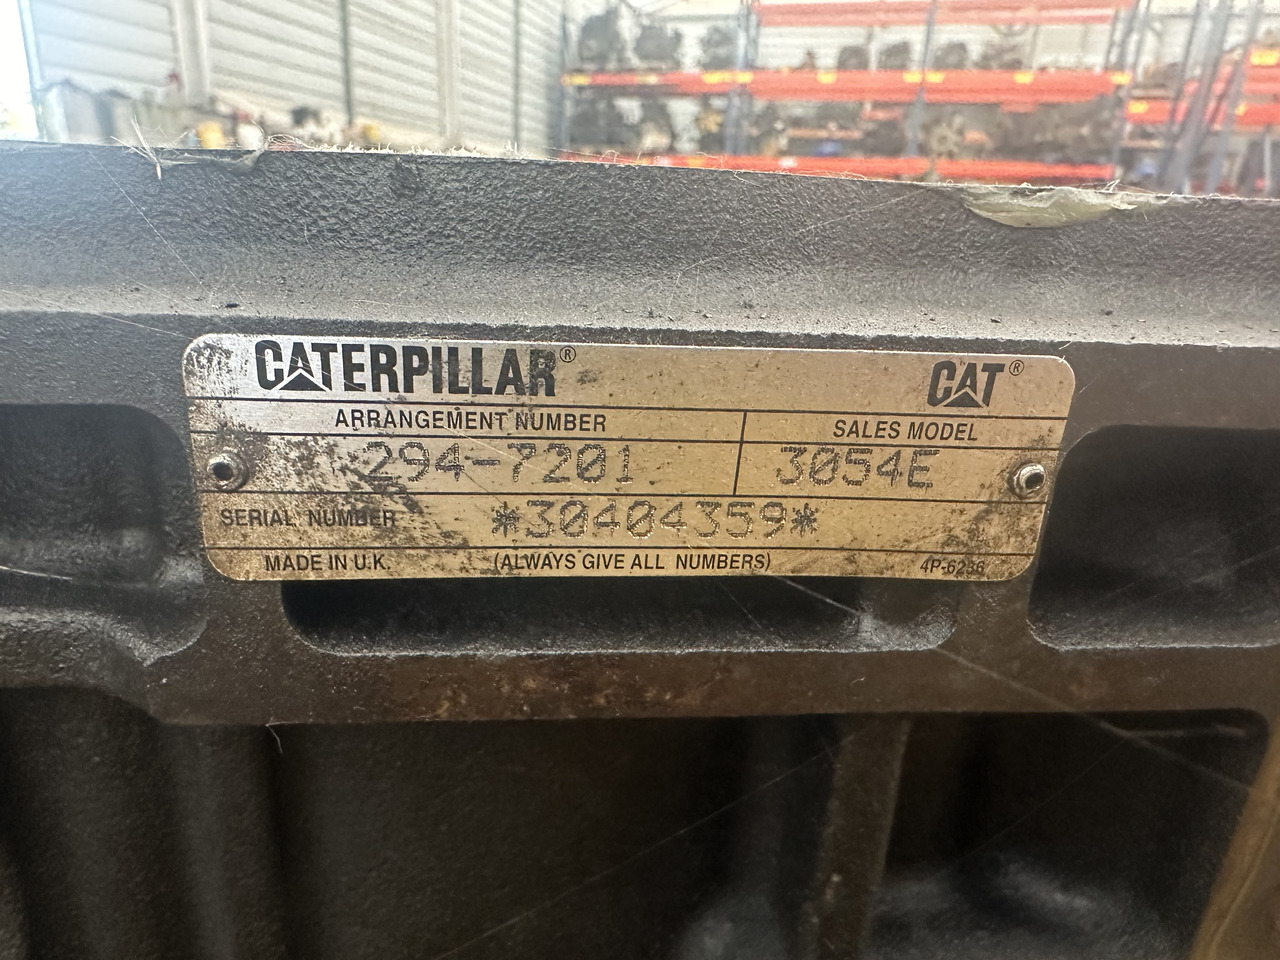 CATERPILLAR® CAT®
ARRANGEMENT NUMBER SALES MODEL
294-7201 3054E
SERIAL NUMBER *30404359*
MADE IN U.K. (ALWAYS GIVE ALL NUMBERS) 4P-6236